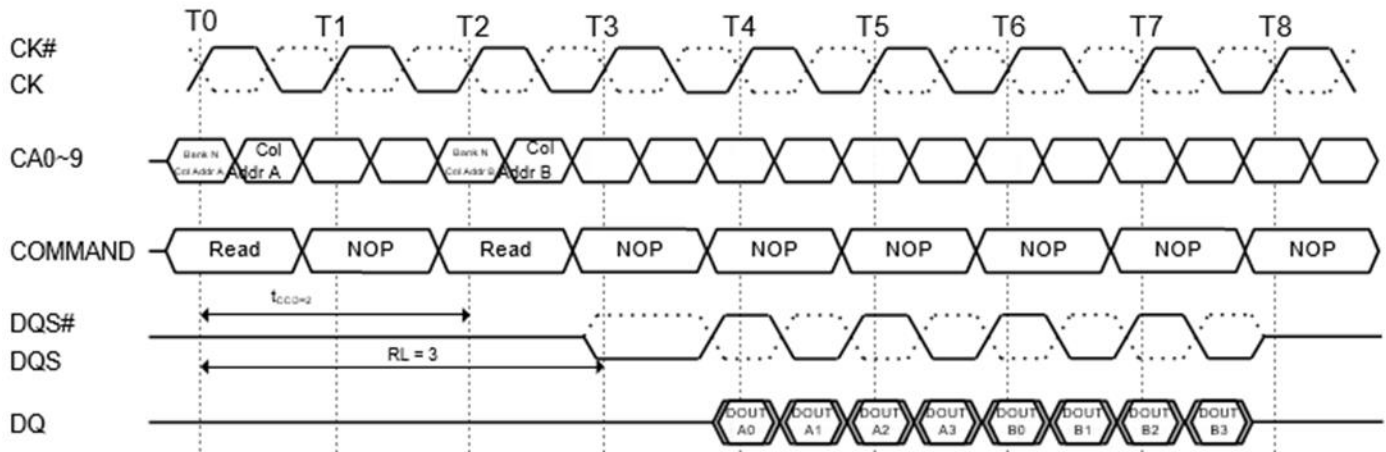 T0 T1 T2 T3 T4 T5 T6 T7 T8
CK#
CK
CA0~9
Bank N
Col Addr A
Col
Addr A
Bank N
Col Addr B
Col
Addr B
COMMAND
Read NOP Read NOP NOP NOP NOP NOP NOP
tCCD=2
DQS#
DQS
RL = 3
DQ
DOUT A0
DOUT A1
DOUT A2
DOUT A3
DOUT B0
DOUT B1
DOUT B2
DOUT B3